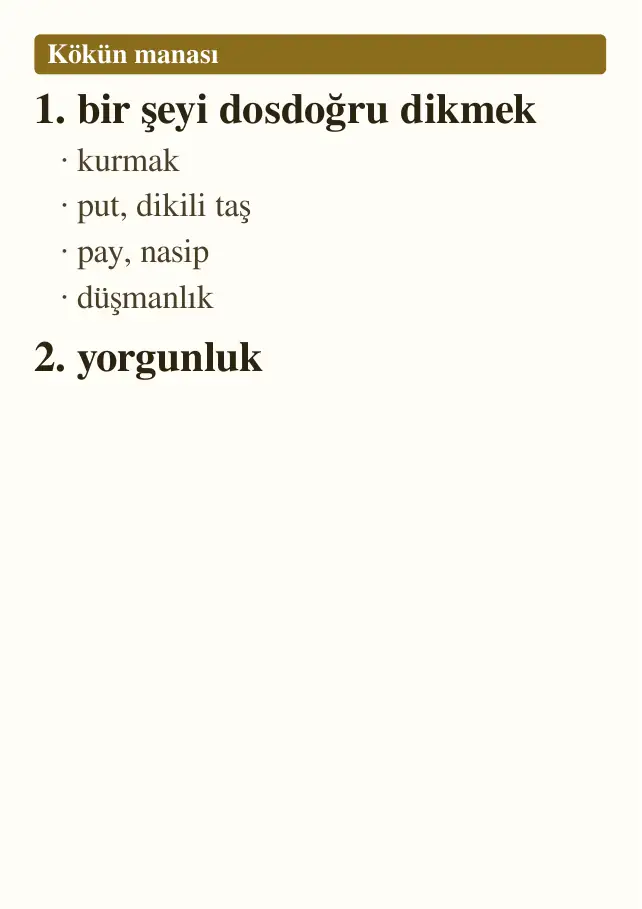 Kökün manası
1. bir şeyi dosdoğru dikmek
· kurmak
· put, dikili taş
· pay, nasip
· düşmanlık
2. yorgunluk